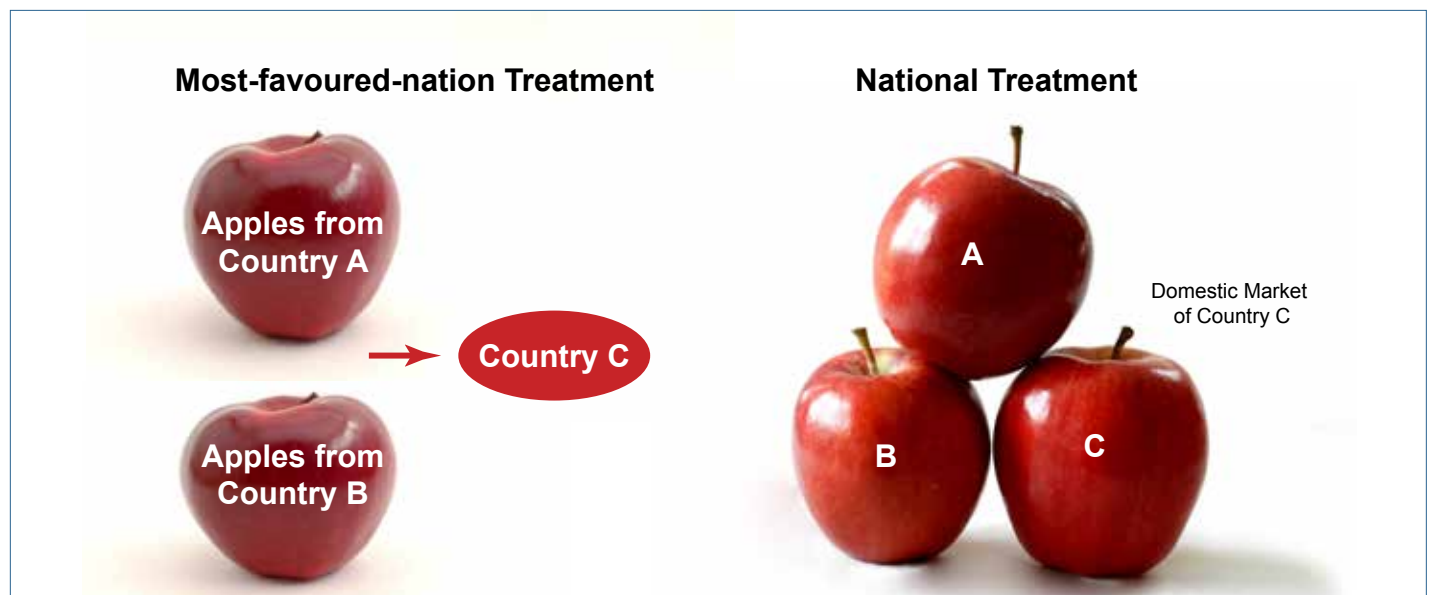 Most-favoured-nation Treatment
Apples from
Country A
Country C
Apples from
Country B
National Treatment
A
Domestic Market
of Country C
B
C